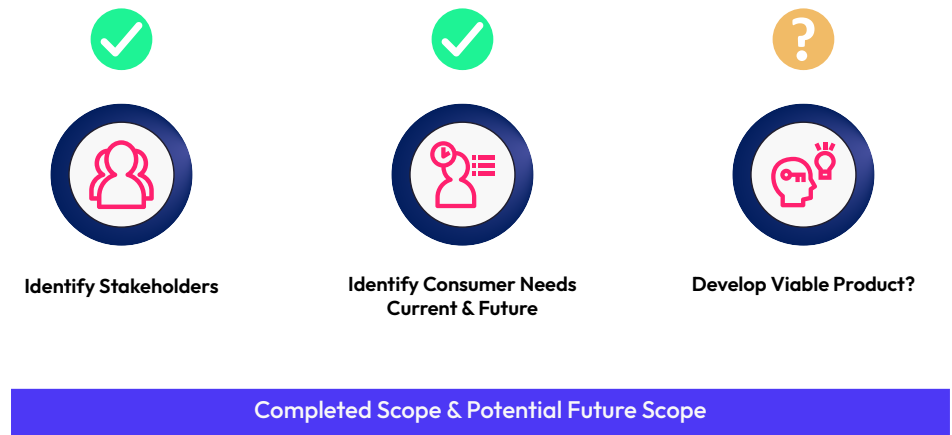 ?
Identify Stakeholders
Identify Consumer Needs
Current & Future
Develop Viable Product?
Completed Scope & Potential Future Scope